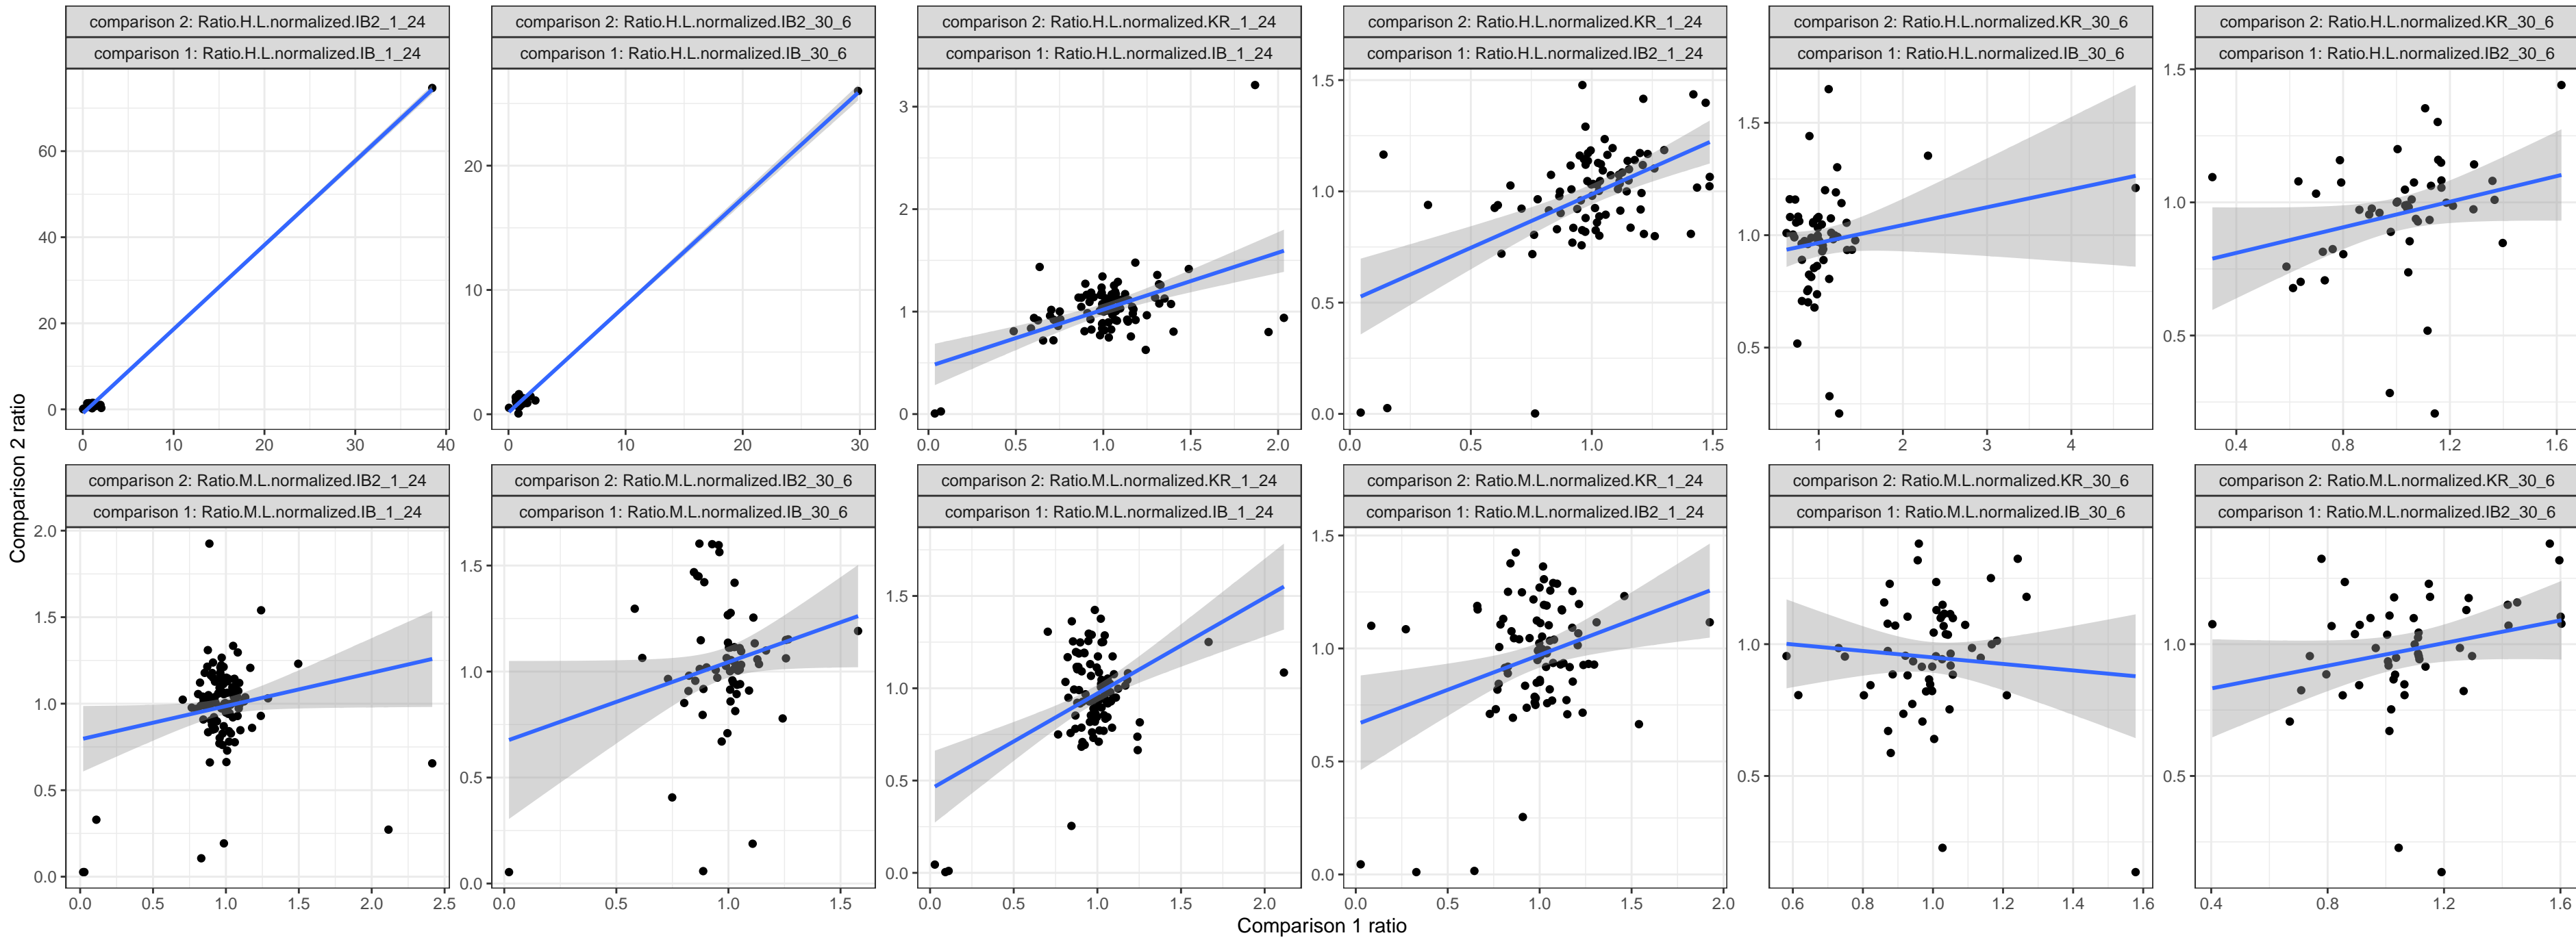 comparison 2: Ratio.H.L.normalized.IB2_1_24
comparison 1: Ratio.H.L.normalized.IB_1_24
60
40
20
0
0 10 20 30 40
comparison 2: Ratio.H.L.normalized.IB2_30_6
comparison 1: Ratio.H.L.normalized.IB_30_6
20
10
0
0 10 20 30
comparison 2: Ratio.H.L.normalized.KR_1_24
comparison 1: Ratio.H.L.normalized.IB_1_24
3
2
1
0
0.0 0.5 1.0 1.5 2.0
comparison 2: Ratio.H.L.normalized.KR_1_24
comparison 1: Ratio.H.L.normalized.IB2_1_24
1.5
1.0
0.5
0.0
0.0 0.5 1.0 1.5
comparison 2: Ratio.H.L.normalized.KR_30_6
comparison 1: Ratio.H.L.normalized.IB_30_6
1.5
1.0
0.5
1 2 3 4
comparison 2: Ratio.H.L.normalized.KR_30_6
comparison 1: Ratio.H.L.normalized.IB2_30_6
1.5
1.0
0.5
0.4 0.8 1.2 1.6
Comparison 2 ratio
comparison 2: Ratio.M.L.normalized.IB2_1_24
comparison 1: Ratio.M.L.normalized.IB_1_24
2.0
1.5
1.0
0.5
0.0
0.0 0.5 1.0 1.5 2.0 2.5
comparison 2: Ratio.M.L.normalized.IB2_30_6
comparison 1: Ratio.M.L.normalized.IB_30_6
1.5
1.0
0.5
0.0
0.0 0.5 1.0 1.5
comparison 2: Ratio.M.L.normalized.KR_1_24
comparison 1: Ratio.M.L.normalized.IB_1_24
1.5
1.0
0.5
0.0
0.0 0.5 1.0 1.5 2.0
comparison 2: Ratio.M.L.normalized.KR_1_24
comparison 1: Ratio.M.L.normalized.IB2_1_24
1.5
1.0
0.5
0.0
0.0 0.5 1.0 1.5 2.0
comparison 2: Ratio.M.L.normalized.KR_30_6
comparison 1: Ratio.M.L.normalized.IB_30_6
1.0
0.5
0.6 0.8 1.0 1.2 1.4 1.6
comparison 2: Ratio.M.L.normalized.KR_30_6
comparison 1: Ratio.M.L.normalized.IB2_30_6
1.0
0.5
0.4 0.8 1.2 1.6
Comparison 1 ratio